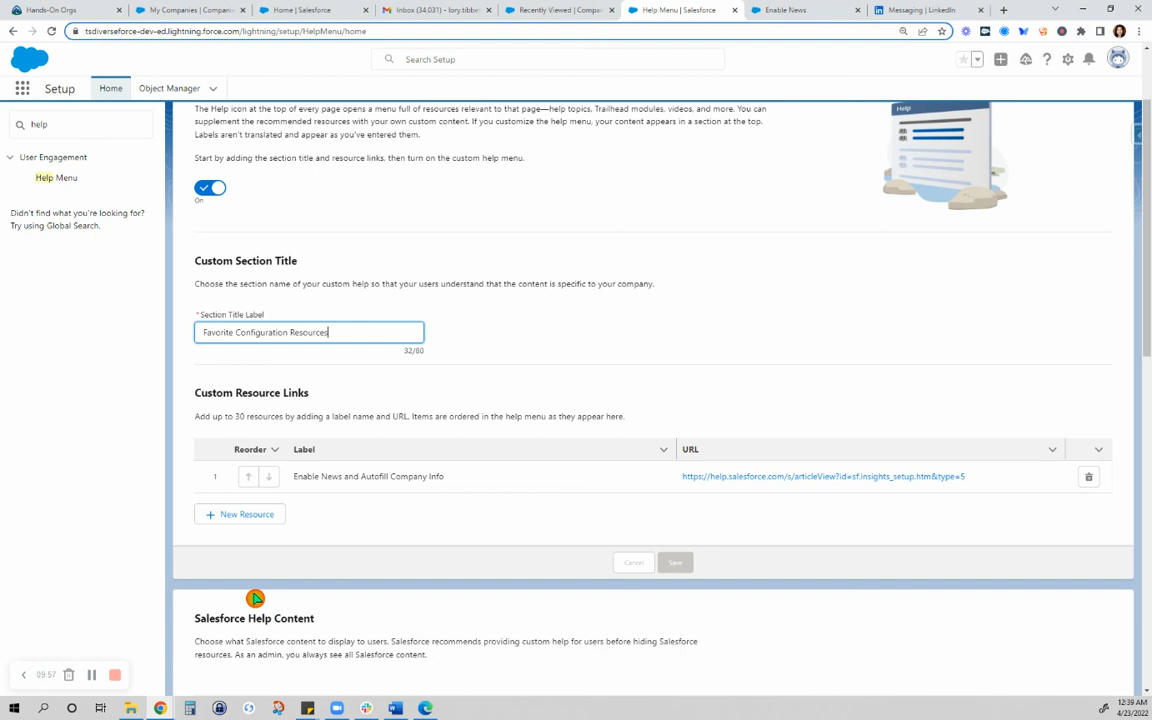 Hands-On Orgs
My Companies | Companie
Home | Salesforce
Inbox (34,031) - lory.tibbet
Recently Viewed | Compani
Help Menu | Salesforce
Enable News
Messaging | LinkedIn
tsdiverseforce-dev-ed.lightning.force.com/lightning/setup/HelpMenu/home
Search Setup
Setup
Home
Object Manager
help
User Engagement
Help Menu
Didn't find what you're looking for?
Try using Global Search.
The Help icon at the top of every page opens a menu full of resources relevant to that page—help topics, Trailhead modules, videos, and more. You can
supplement the recommended resources with your own custom content. If you customize the help menu, your content appears in a section at the top.
Labels aren't translated and appear as you've entered them.
Start by adding the section title and resource links, then turn on the custom help menu.
Help
On
Custom Section Title
Choose the section name of your custom help so that your users understand that the content is specific to your company.
*Section Title Label
Favorite Configuration Resources
32/80
Custom Resource Links
Add up to 30 resources by adding a label name and URL. Items are ordered in the help menu as they appear here.
Reorder Label URL
1 Enable News and Autofill Company Info https://help.salesforce.com/s/articleView?id=sf.insights_setup.htm&type=5
+ New Resource
Cancel Save
Salesforce Help Content
Choose what Salesforce content to display to users. Salesforce recommends providing custom help for users before hiding Salesforce
resources. As an admin, you always see all Salesforce content.
09:57
12:39 AM
4/23/2022